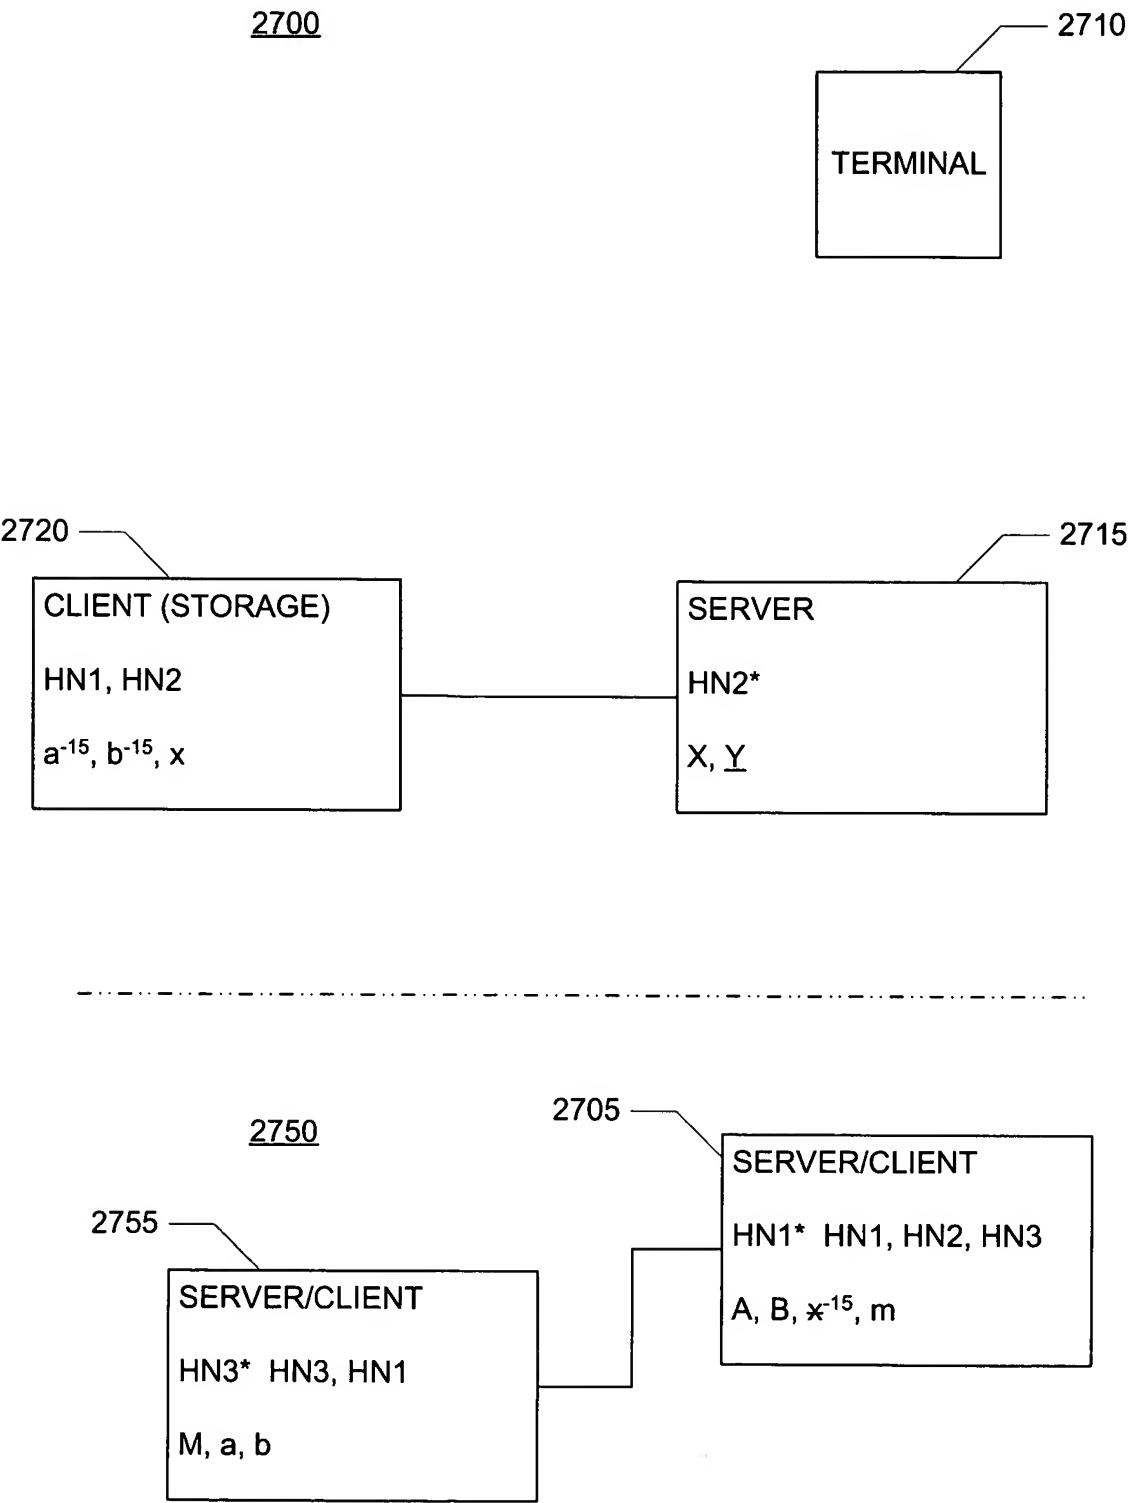 2700
2710
TERMINAL
2720
2715
CLIENT (STORAGE)
HN1, HN2
a⁻¹⁵, b⁻¹⁵, x
SERVER
HN2*
X, Y
2750
2705
SERVER/CLIENT
HN1* HN1, HN2, HN3
A, B, x⁻¹⁵, m
2755
SERVER/CLIENT
HN3* HN3, HN1
M, a, b